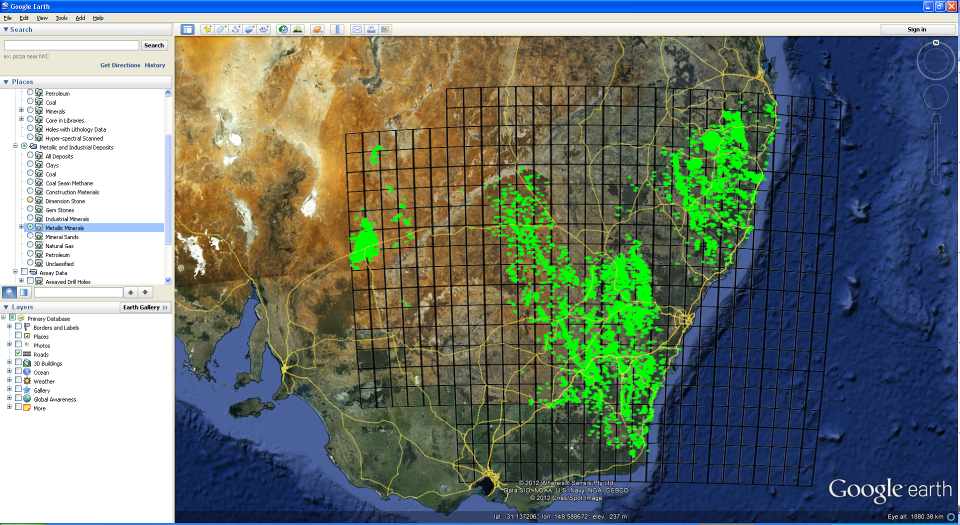 Google Earth
File Edit View Tools Add Help
Search
Search
ex: pizza near NYC
Get Directions History
Places
Petroleum
Coal
Minerals
Core in Libraries
Holes with Lithology Data
Hyper-spectral Scanned
Metallic and Industrial Deposits
All Deposits
Clays
Coal
Coal Seam Methane
Construction Materials
Dimension Stone
Gem Stones
Industrial Minerals
Metallic Minerals
Mineral Sands
Natural Gas
Petroleum
Unclassified
Assay Data
Assayed Drill Holes
Layers
Earth Gallery >>
Primary Database
Borders and Labels
Places
Photos
Roads
3D Buildings
Ocean
Weather
Gallery
Global Awareness
More
Sign in
N
© 2012 Whereis® Sensis Pty Ltd
Data SIO, NOAA, U.S. Navy, NGA, GEBCO
© 2012 Cnes/Spot Image
Google earth
lat -31.137206° lon 148.588672° elev 237 m
Eye alt 1880.38 km